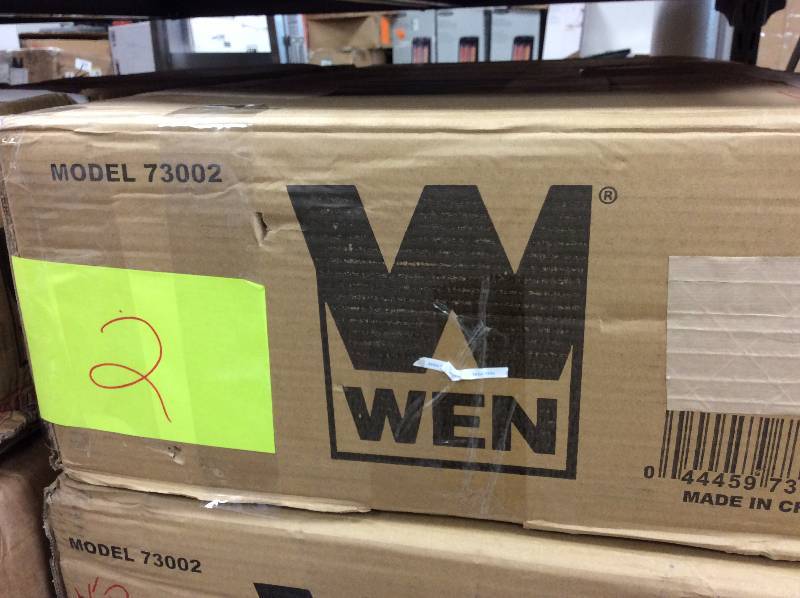 MODEL 73002
®
WEN
2
0 44459 73
MADE IN CH
MODEL 73002